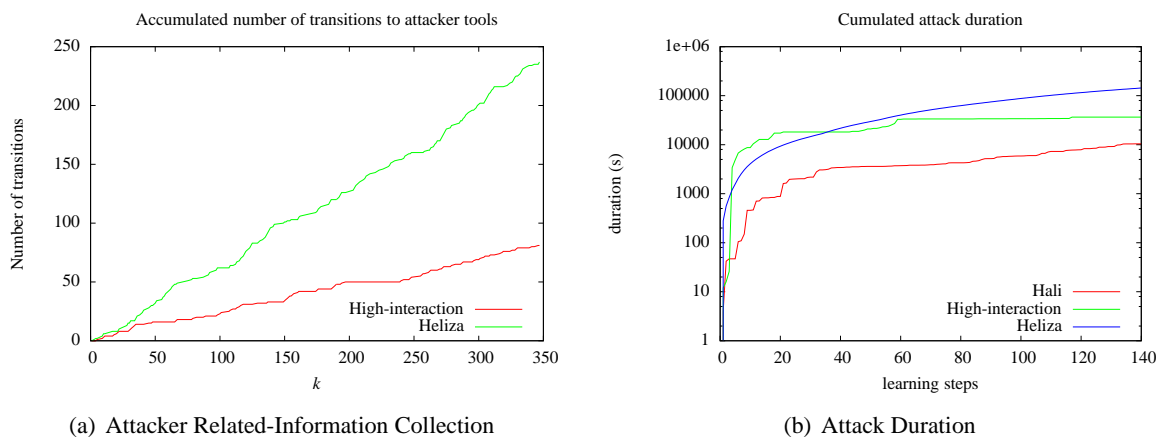 Accumulated number of transitions to attacker tools
250
200
150
100
50
0
Number of transitions
High-interaction
Heliza
0 50 100 150 200 250 300 350
k
(a) Attacker Related-Information Collection
Cumulated attack duration
1e+06
100000
10000
1000
100
10
1
duration (s)
Hali
High-interaction
Heliza
0 20 40 60 80 100 120 140
learning steps
(b) Attack Duration